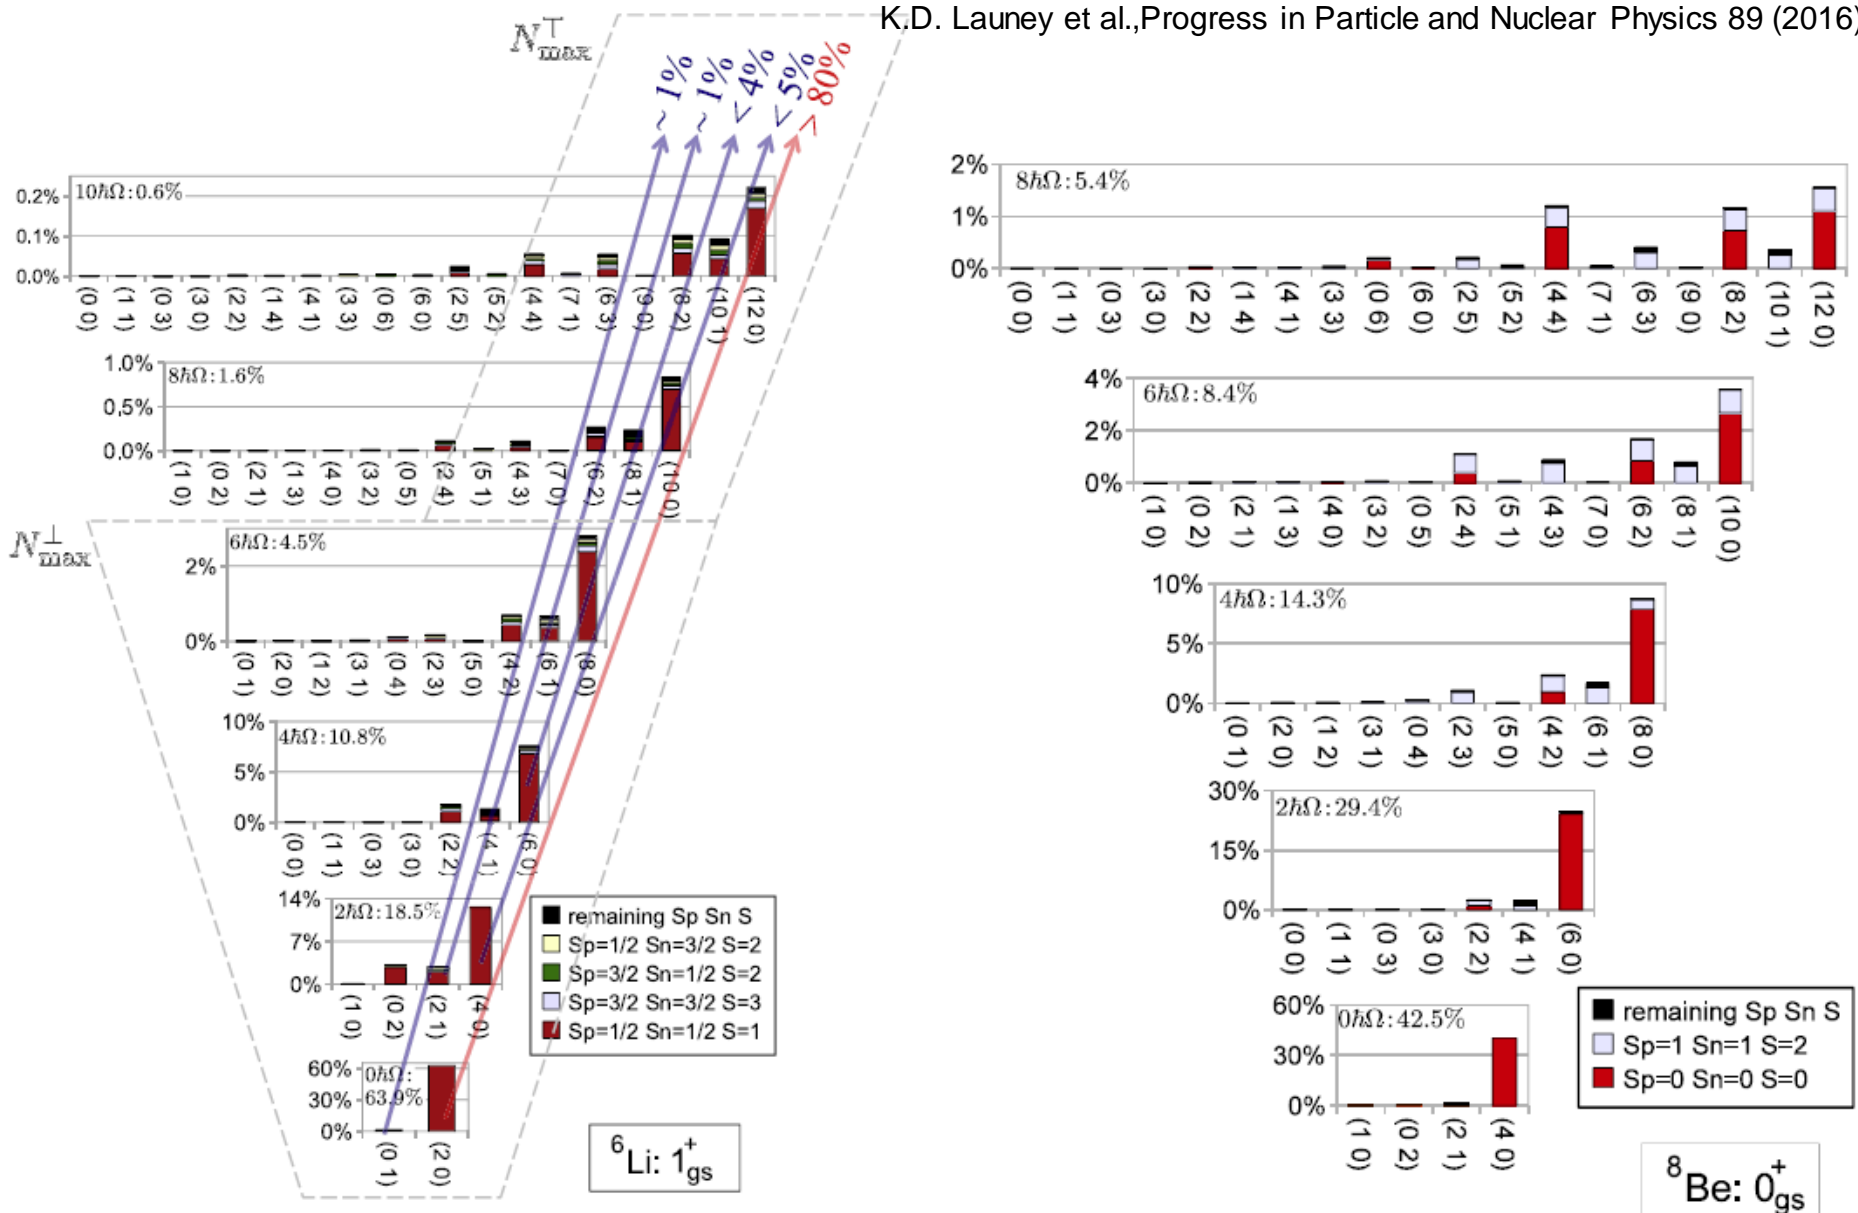 K.D. Launey et al.,Progress in Particle and Nuclear Physics 89 (2016)
N⊤max
~ 1%
~ 1%
< 4%
< 5%
> 80%
10ħΩ:0.6%
0.2%
0.1%
0.0%
(0 0) (1 1) (0 3) (3 0) (2 2) (1 4) (4 1) (3 3) (0 6) (6 0) (2 5) (5 2) (4 4) (7 1) (6 3) (9 0) (8 2) (10 1) (12 0)
8ħΩ:1.6%
1.0%
0.5%
0.0%
(1 0) (0 2) (2 1) (1 3) (4 0) (3 2) (0 5) (2 4) (5 1) (4 3) (7 0) (6 2) (8 1) (10 0)
N⊥max
6ħΩ:4.5%
2%
0%
(0 1) (2 0) (1 2) (3 1) (0 4) (2 3) (5 0) (4 2) (6 1) (8 0)
4ħΩ:10.8%
10%
5%
0%
(0 0) (1 1) (0 3) (3 0) (2 2) (4 1) (6 0)
2ħΩ:18.5%
14%
7%
0%
(1 0) (0 2) (2 1) (4 0)
0ħΩ:
63.9%
60%
30%
0%
(0 1) (2 0)
remaining Sp Sn S
Sp=1/2 Sn=3/2 S=2
Sp=3/2 Sn=1/2 S=2
Sp=3/2 Sn=3/2 S=3
Sp=1/2 Sn=1/2 S=1
⁶Li: 1⁺gs
8ħΩ:5.4%
2%
1%
0%
(0 0) (1 1) (0 3) (3 0) (2 2) (1 4) (4 1) (3 3) (0 6) (6 0) (2 5) (5 2) (4 4) (7 1) (6 3) (9 0) (8 2) (10 1) (12 0)
6ħΩ:8.4%
4%
2%
0%
(1 0) (0 2) (2 1) (1 3) (4 0) (3 2) (0 5) (2 4) (5 1) (4 3) (7 0) (6 2) (8 1) (10 0)
4ħΩ:14.3%
10%
5%
0%
(0 1) (2 0) (1 2) (3 1) (0 4) (2 3) (5 0) (4 2) (6 1) (8 0)
2ħΩ:29.4%
30%
15%
0%
(0 0) (1 1) (0 3) (3 0) (2 2) (4 1) (6 0)
0ħΩ:42.5%
60%
30%
0%
(1 0) (0 2) (2 1) (4 0)
remaining Sp Sn S
Sp=1 Sn=1 S=2
Sp=0 Sn=0 S=0
⁸Be: 0⁺gs